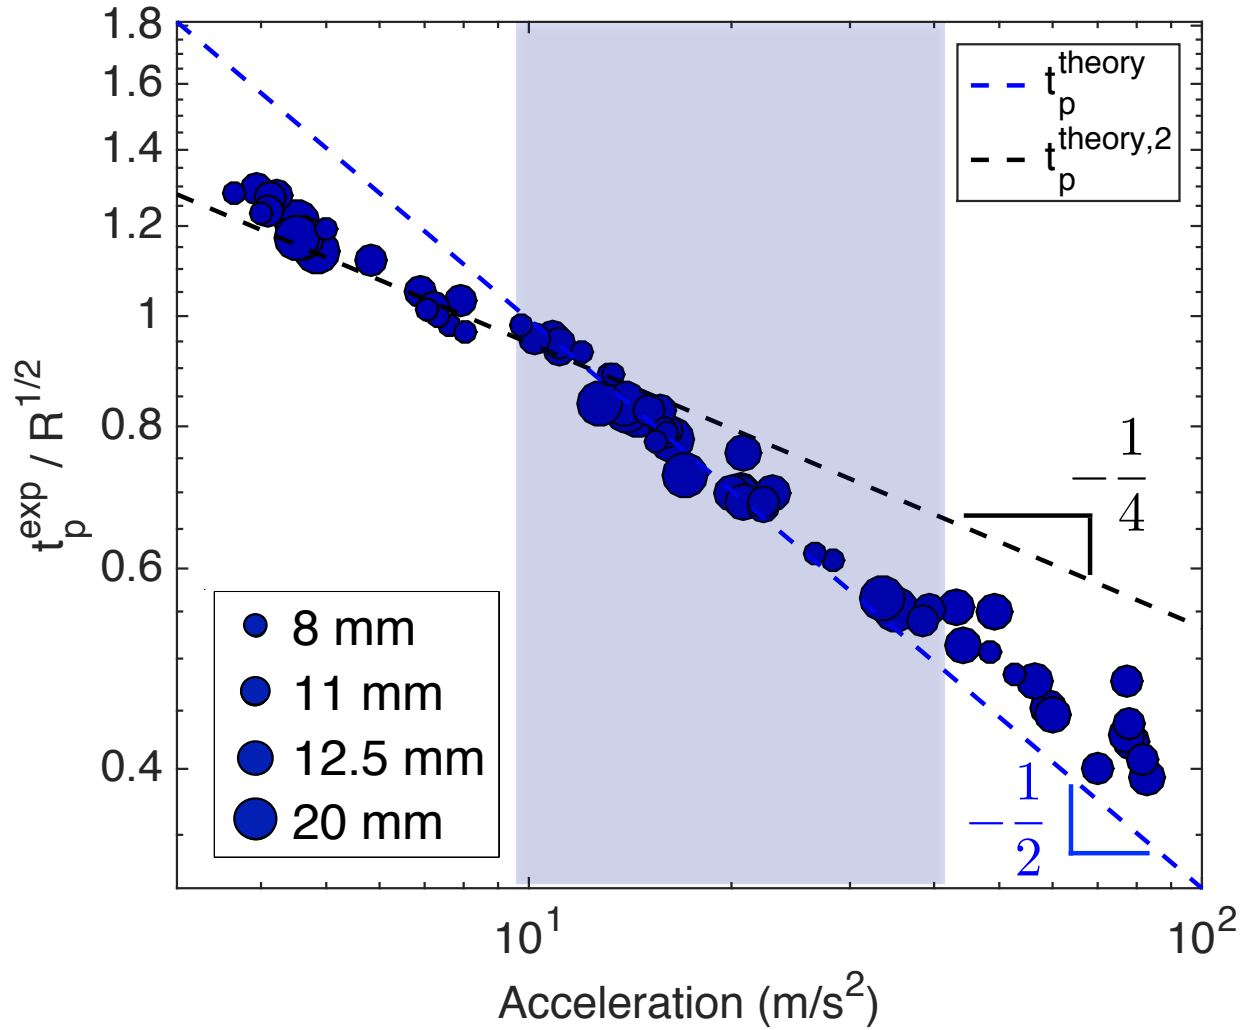 1.8
1.6
1.4
1.2
1
0.8
0.6
0.4
t_p^exp / R^1/2
t_p^theory
t_p^theory,2
−1/4
−1/2
8 mm
11 mm
12.5 mm
20 mm
10^1
10^2
Acceleration (m/s^2)